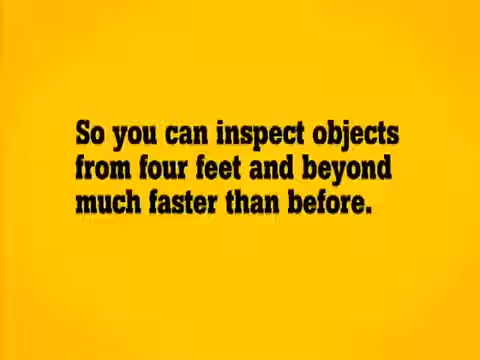 So you can inspect objects
from four feet and beyond
much faster than before.